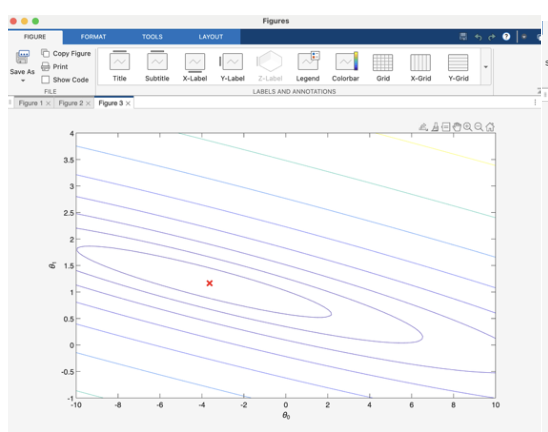 Figures
FIGURE FORMAT TOOLS LAYOUT
Save As
Copy Figure
Print
Show Code
Title Subtitle X-Label Y-Label Z-Label Legend Colorbar Grid X-Grid Y-Grid
FILE LABELS AND ANNOTATIONS
Figure 1 × Figure 2 × Figure 3 ×
4
3.5
3
2.5
2
1.5
1
0.5
0
-0.5
-1
θ₁
-10 -8 -6 -4 -2 0 2 4 6 8 10
θ₀